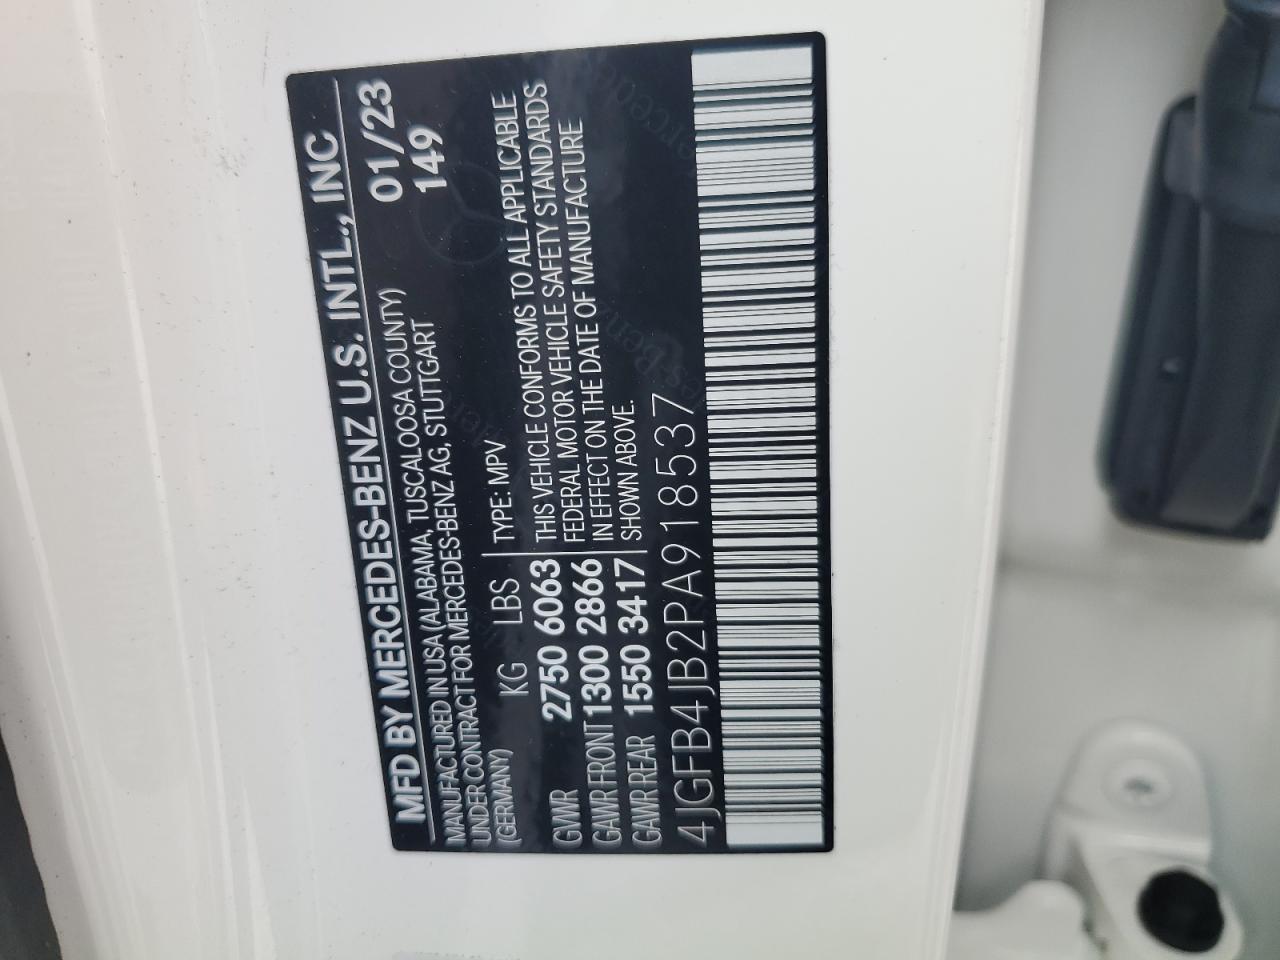 MFD BY MERCEDES-BENZ U.S. INTL., INC
MANUFACTURED IN USA (ALABAMA, TUSCALOOSA COUNTY) 01/23
UNDER CONTRACT FOR MERCEDES-BENZ AG, STUTTGART 149
(GERMANY)
KG LBS TYPE: MPV
GVWR 2750 6063 THIS VEHICLE CONFORMS TO ALL APPLICABLE
GAWR FRONT 1300 2866 FEDERAL MOTOR VEHICLE SAFETY STANDARDS
GAWR REAR 1550 3417 IN EFFECT ON THE DATE OF MANUFACTURE
SHOWN ABOVE.
4JGFB4JB2PA918537